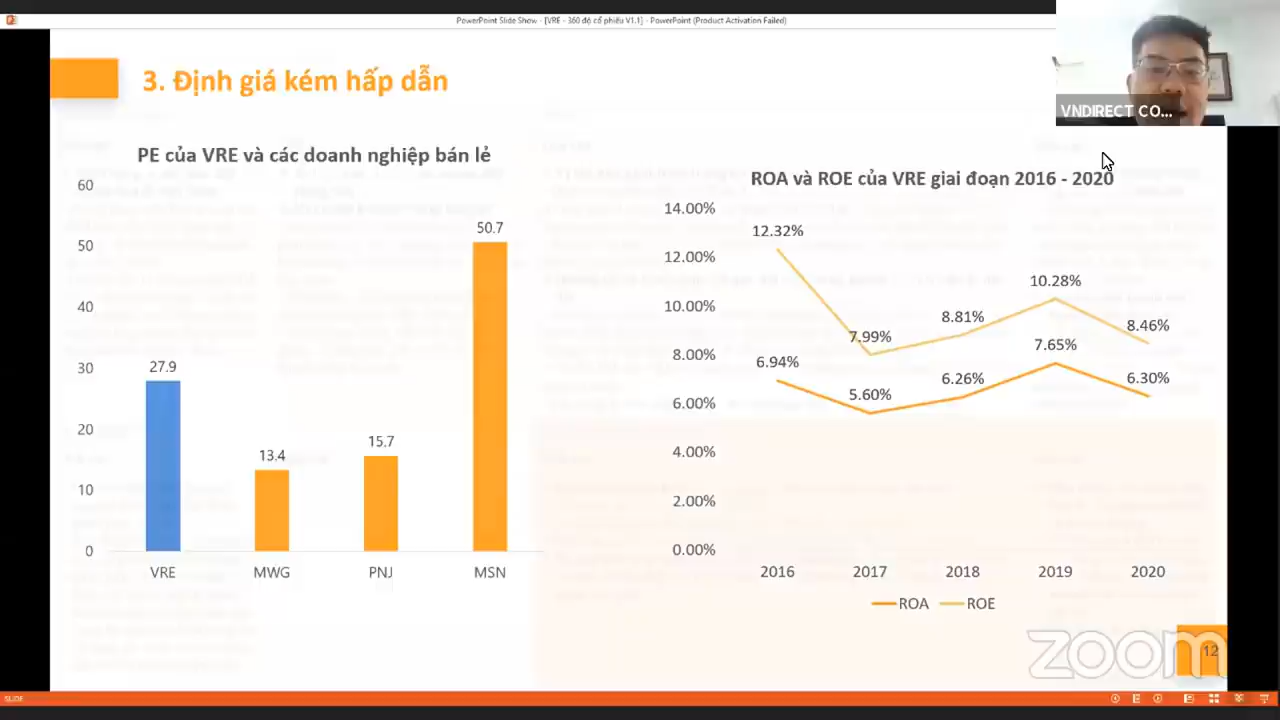 PowerPoint Slide Show - [VRE - 360 độ cổ phiếu V1.1] - PowerPoint (Product Activation Failed)
VNDIRECT CO...
3. Định giá kém hấp dẫn
PE của VRE và các doanh nghiệp bán lẻ
60
50
40
30
20
10
0
27.9
13.4
15.7
50.7
VRE
MWG
PNJ
MSN
ROA và ROE của VRE giai đoạn 2016 - 2020
14.00%
12.00%
10.00%
8.00%
6.00%
4.00%
2.00%
0.00%
12.32%
7.99%
8.81%
10.28%
8.46%
6.94%
5.60%
6.26%
7.65%
6.30%
2016
2017
2018
2019
2020
ROA
ROE
zoom
12
SLIDE